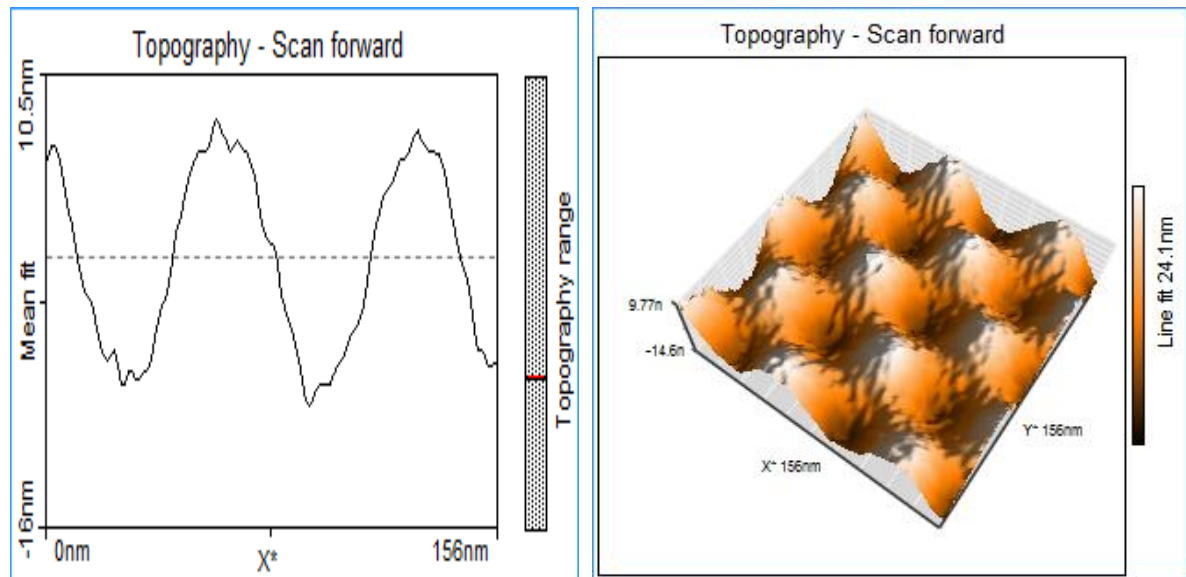 Topography - Scan forward
10.5nm
Mean fit
-16nm
0nm
X*
156nm
Topography range
Topography - Scan forward
9.77n
-14.6n
X* 156nm
Y* 156nm
Line fit 24.1nm